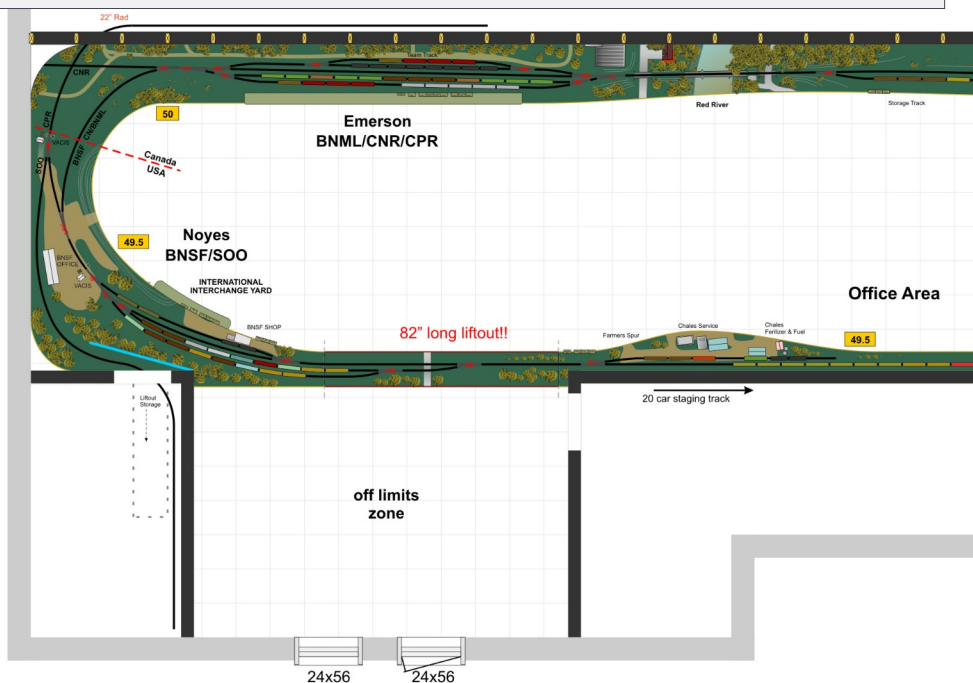 22" Rad
Team Track
CNR
50
Emerson
BNML/CNR/CPR
Red River
Storage Track
CPR
VACIS
SOO
BNSF
CN/BNML
Canada
USA
49.5
Noyes
BNSF/SOO
BNSF
OFFICE
VACIS
INTERNATIONAL
INTERCHANGE YARD
BNSF SHOP
82" long liftout!!
Office Area
Farmers Spur
Chales Service
Chales
Ferilizer & Fuel
49.5
20 car staging track
Liftout
Storage
off limits
zone
24x56
24x56